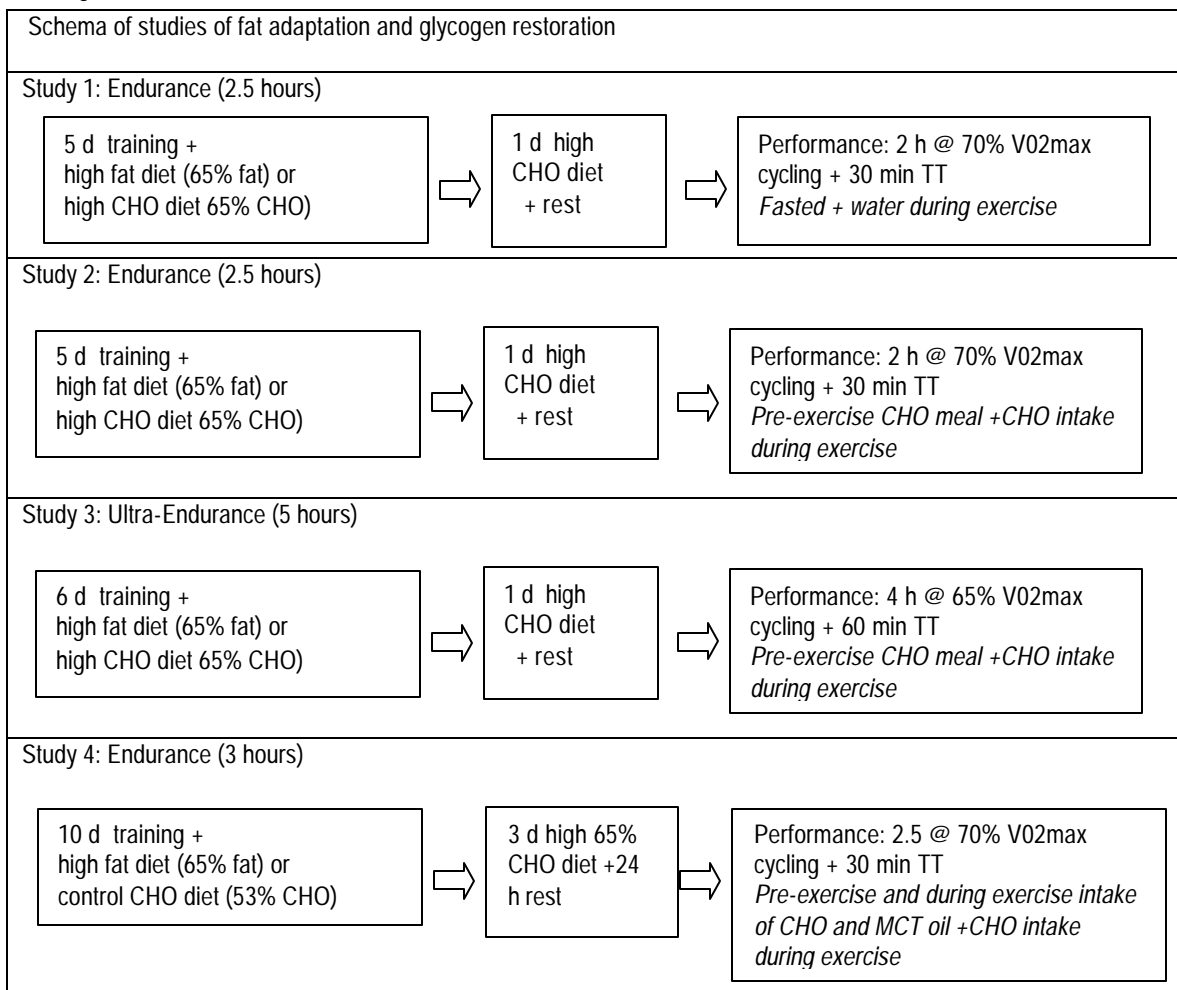 Schema of studies of fat adaptation and glycogen restoration
Study 1: Endurance (2.5 hours)
5 d training +
high fat diet (65% fat) or
high CHO diet 65% CHO)
1 d high
CHO diet
+ rest
Performance: 2 h @ 70% V02max
cycling + 30 min TT
Fasted + water during exercise
Study 2: Endurance (2.5 hours)
5 d training +
high fat diet (65% fat) or
high CHO diet 65% CHO)
1 d high
CHO diet
+ rest
Performance: 2 h @ 70% V02max
cycling + 30 min TT
Pre-exercise CHO meal +CHO intake
during exercise
Study 3: Ultra-Endurance (5 hours)
6 d training +
high fat diet (65% fat) or
high CHO diet 65% CHO)
1 d high
CHO diet
+ rest
Performance: 4 h @ 65% V02max
cycling + 60 min TT
Pre-exercise CHO meal +CHO intake
during exercise
Study 4: Endurance (3 hours)
10 d training +
high fat diet (65% fat) or
control CHO diet (53% CHO)
3 d high 65%
CHO diet +24
h rest
Performance: 2.5 @ 70% V02max
cycling + 30 min TT
Pre-exercise and during exercise intake
of CHO and MCT oil +CHO intake
during exercise